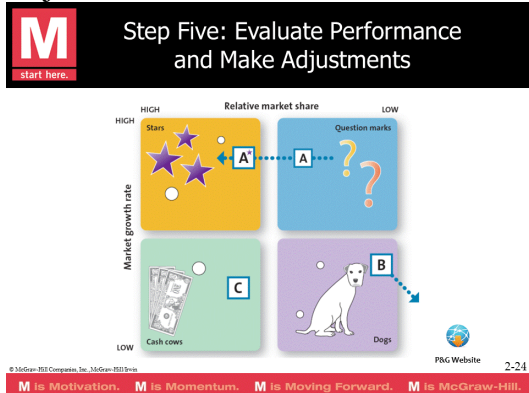 M
start here.
Step Five: Evaluate Performance
and Make Adjustments
HIGH
Relative market share
LOW
HIGH
Stars
Question marks
A*
A
Market growth rate
C
B
LOW
Cash cows
Dogs
P&G Website
© McGraw-Hill Companies, Inc., McGraw-Hill/Irwin
2-24
M is Motivation. M is Momentum. M is Moving Forward. M is McGraw-Hill.